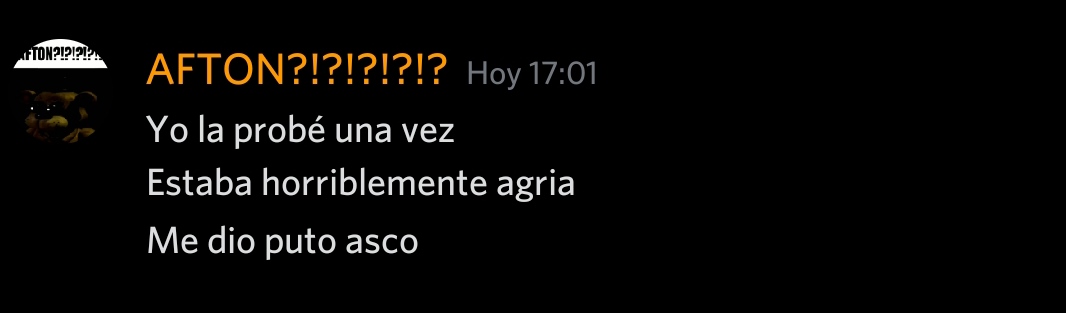 AFTON?!?!?!?!?
AFTON?!?!?!?!? Hoy 17:01
Yo la probé una vez
Estaba horriblemente agria
Me dio puto asco